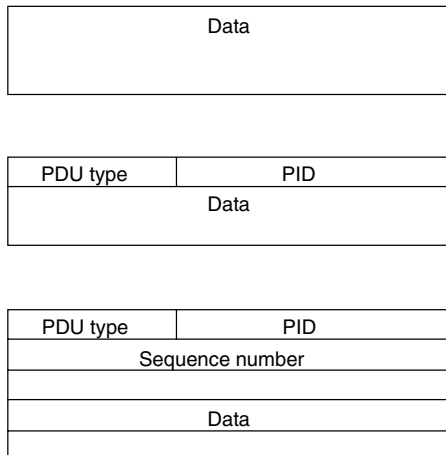 Data
PDU type PID
Data
PDU type PID
Sequence number
Data